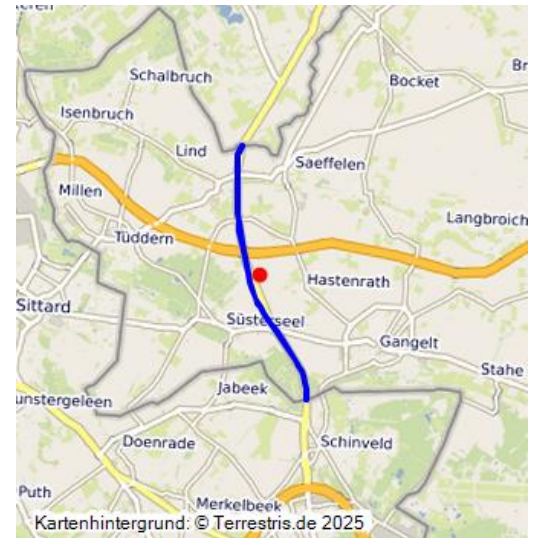 Schalbruch
Bocket
Br
Isenbruch
Lind
Saeffelen
Millen
Langbroich
Tüddern
Hastenrath
Sittard
Süsterseel
Gangelt
Stahe
Jabeek
unstergeleen
Doenrade
Schinveld
Puth
Merkelbeek
Kartenhintergrund: © Terrestris.de 2025